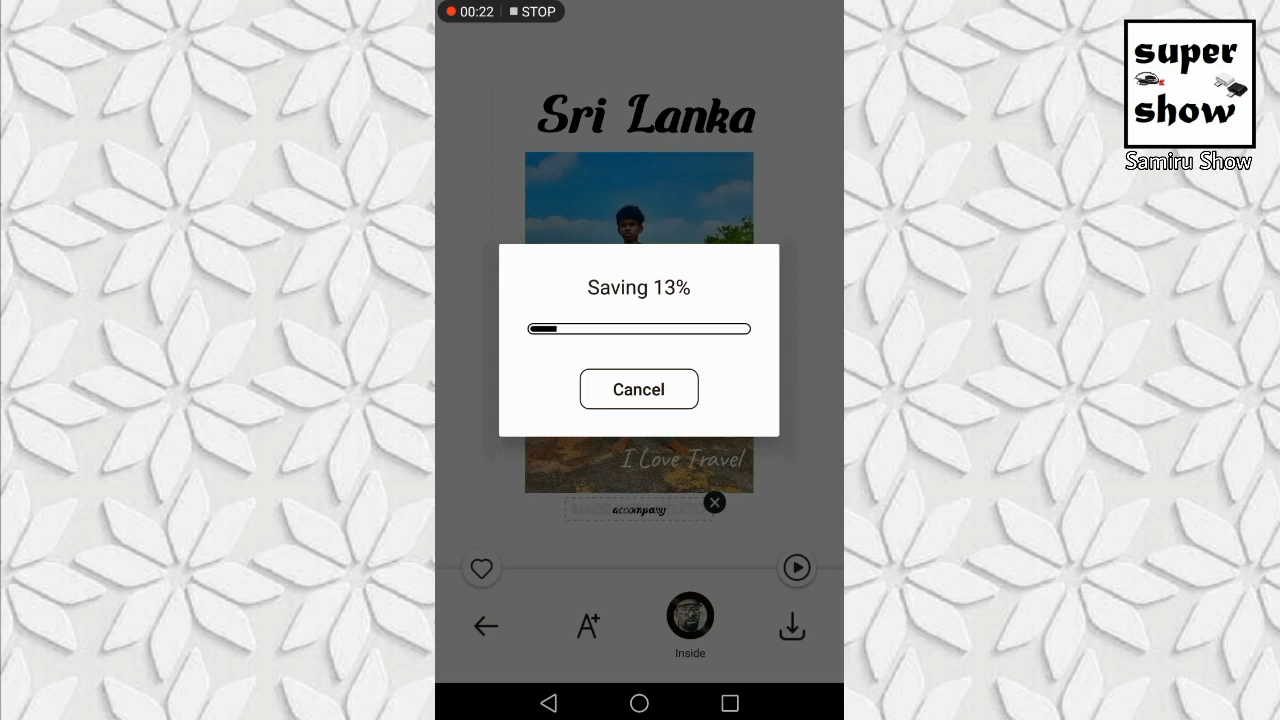 00:22 STOP
super
show
Samiru Show
Sri Lanka
Saving 13%
Cancel
I Love Travel
accompany
Inside